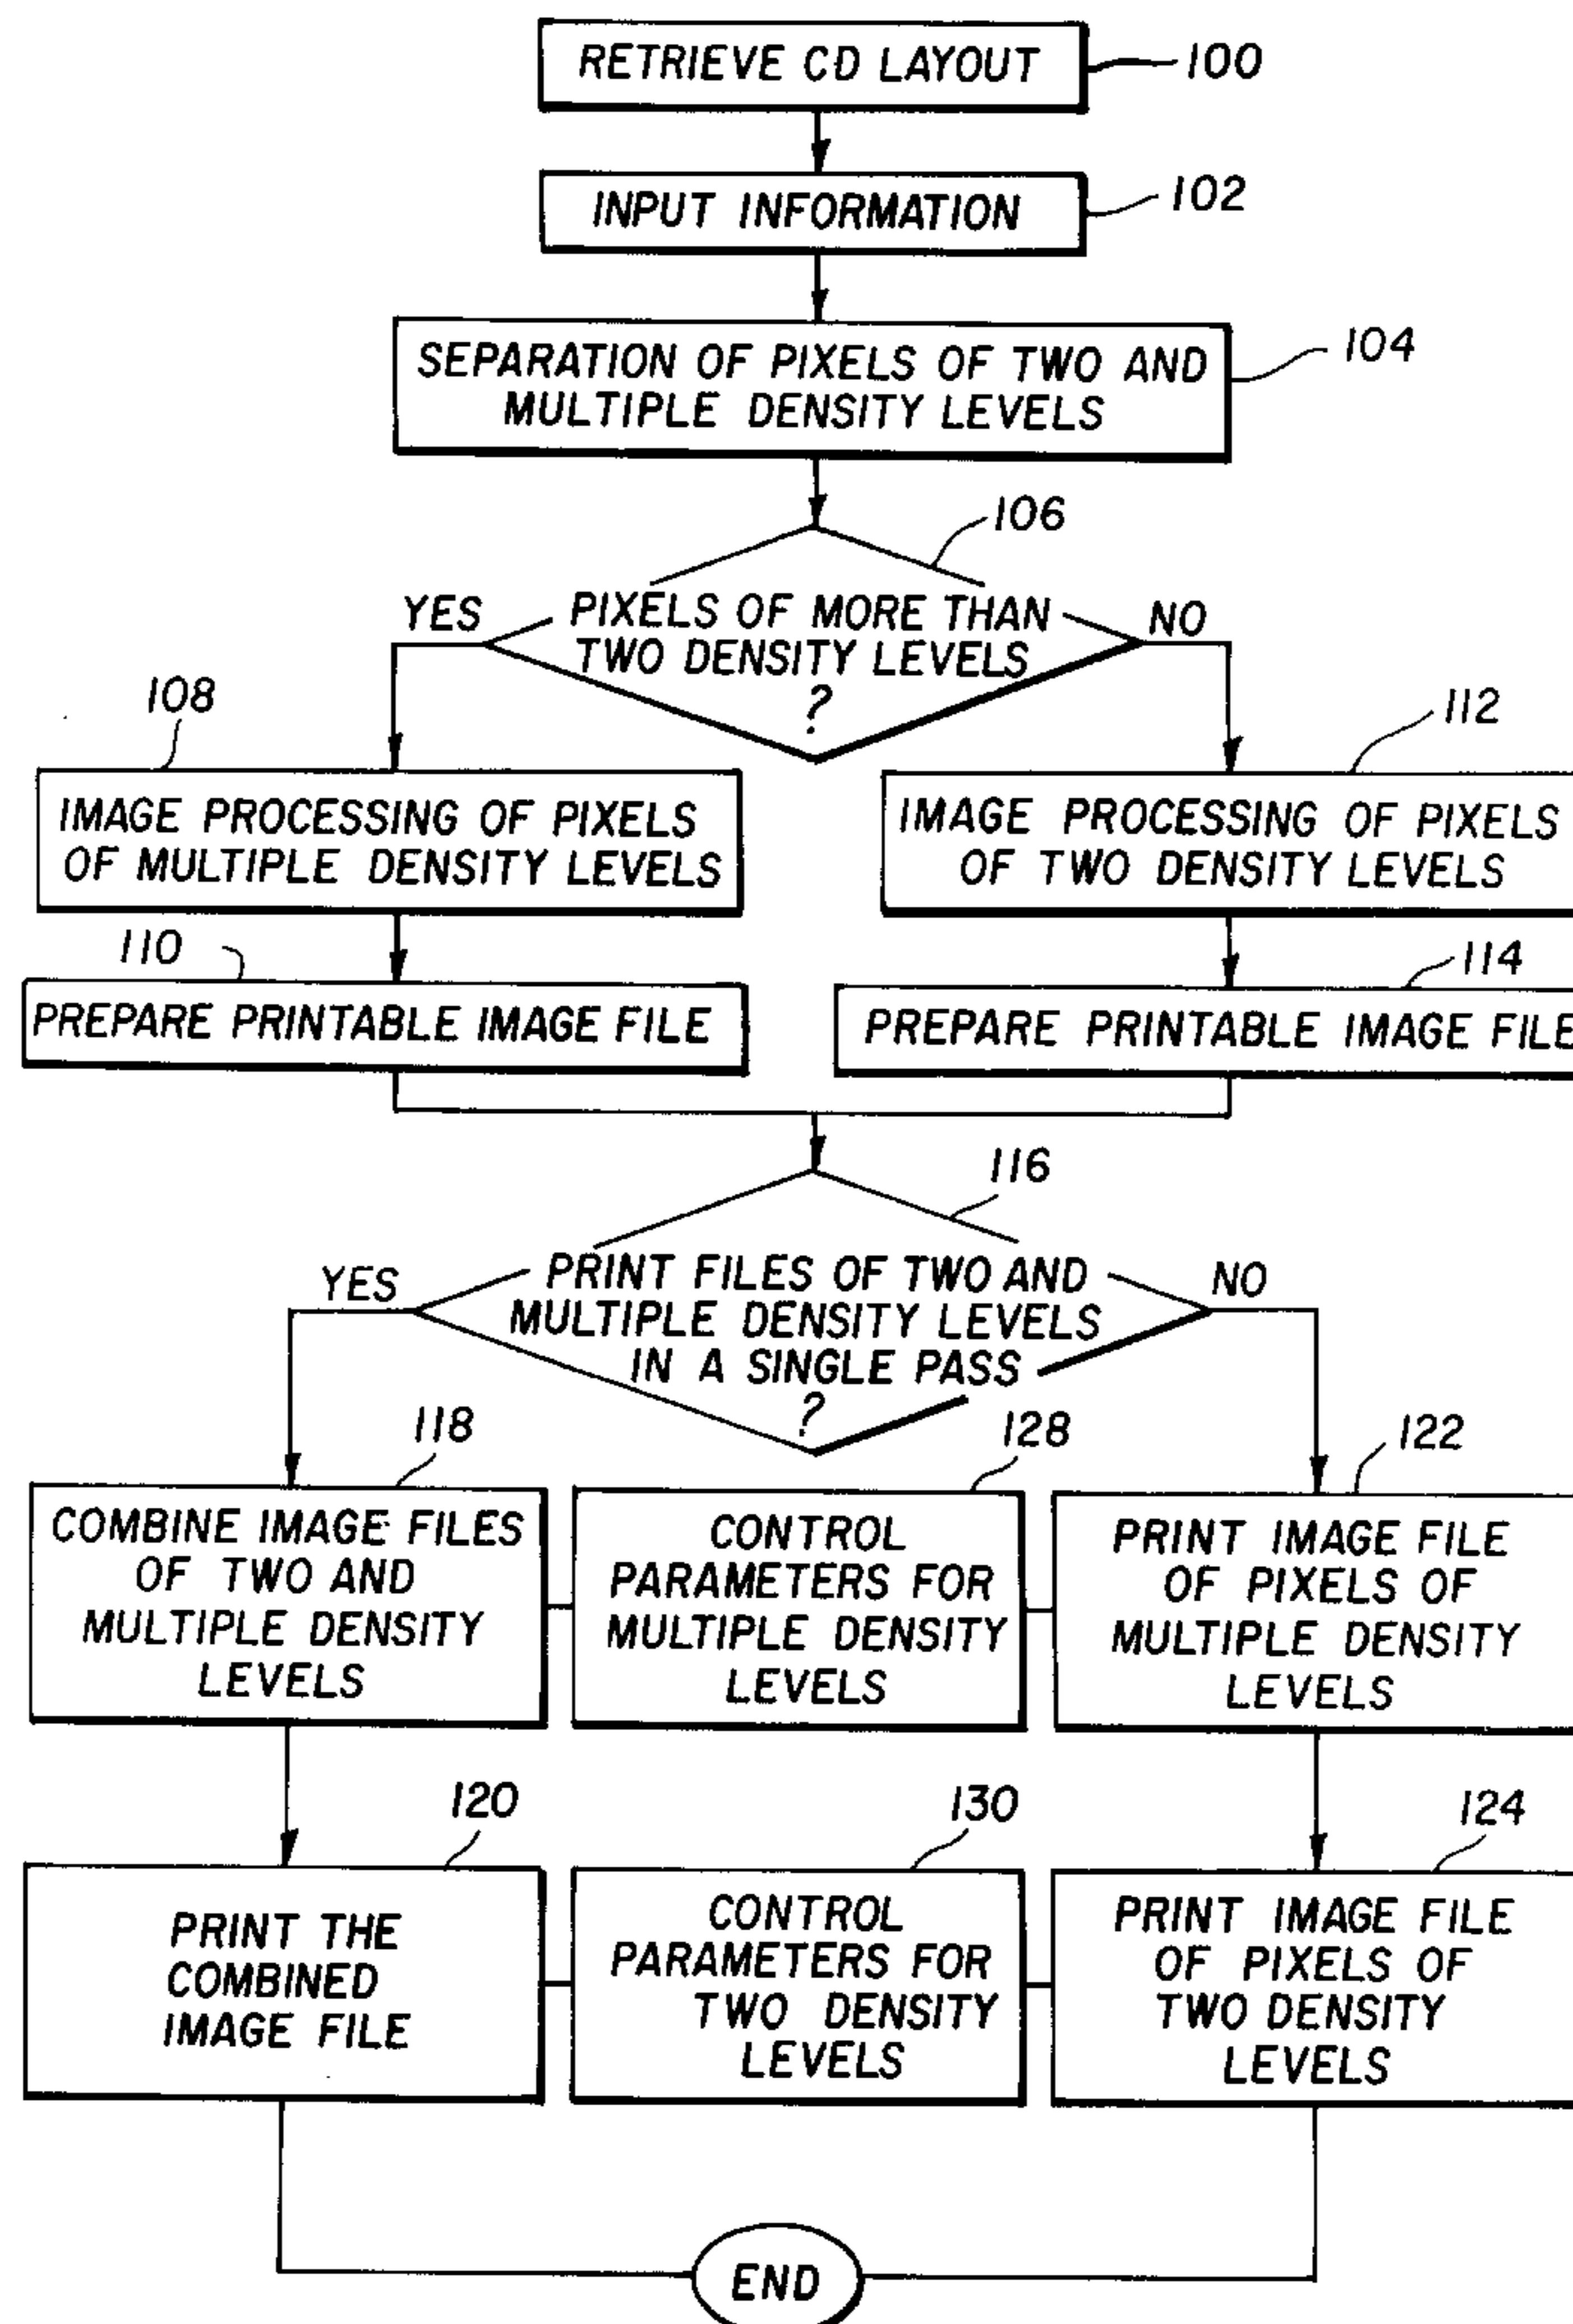 RETRIEVE CD LAYOUT
100
INPUT INFORMATION
102
SEPARATION OF PIXELS OF TWO AND
MULTIPLE DENSITY LEVELS
104
106
YES
PIXELS OF MORE THAN
TWO DENSITY LEVELS
?
NO
108
112
IMAGE PROCESSING OF PIXELS
OF MULTIPLE DENSITY LEVELS
IMAGE PROCESSING OF PIXELS
OF TWO DENSITY LEVELS
110
114
PREPARE PRINTABLE IMAGE FILE
PREPARE PRINTABLE IMAGE FILE
116
YES
PRINT FILES OF TWO AND
MULTIPLE DENSITY LEVELS
IN A SINGLE PASS
?
NO
118
128
122
COMBINE IMAGE FILES
OF TWO AND
MULTIPLE DENSITY
LEVELS
CONTROL
PARAMETERS FOR
MULTIPLE DENSITY
LEVELS
PRINT IMAGE FILE
OF PIXELS OF
MULTIPLE DENSITY
LEVELS
120
130
124
PRINT THE
COMBINED
IMAGE FILE
CONTROL
PARAMETERS FOR
TWO DENSITY
LEVELS
PRINT IMAGE FILE
OF PIXELS OF
TWO DENSITY
LEVELS
END